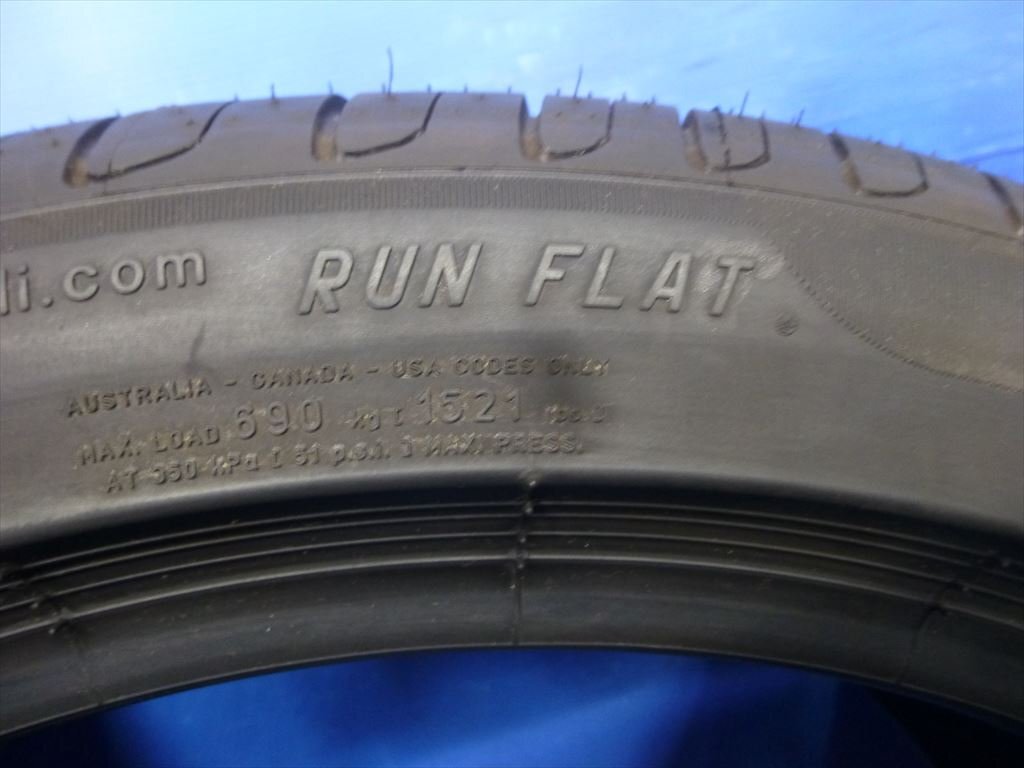 li.com RUN FLAT
AUSTRALIA - CANADA - USA CODES ONLY
MAX. LOAD 690 kg [ 1521 lbs.]
AT 350 kPa [ 51 p.s.i. ] MAX. PRESS.